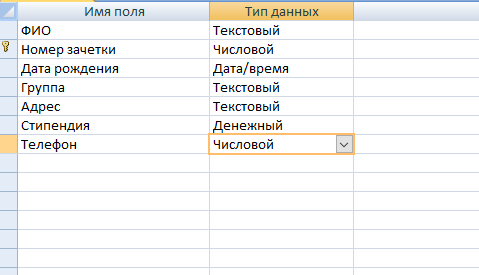 Имя поля Тип данных
ФИО Текстовый
Номер зачетки Числовой
Дата рождения Дата/время
Группа Текстовый
Адрес Текстовый
Стипендия Денежный
Телефон Числовой